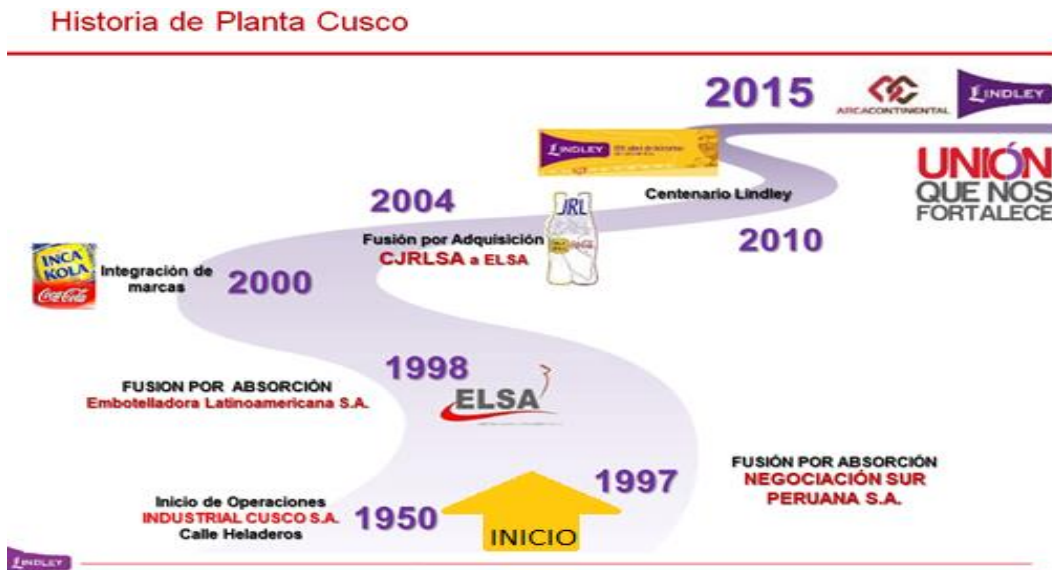 Historia de Planta Cusco
2015
ARCACONTINENTAL
LINDLEY
UNIÓN
QUE NOS
FORTALECE
LINDLEY
Centenario Lindley
2010
2004
Fusión por Adquisición
CJRLSA a ELSA
JRL
INCA
KOLA
Coca-Cola
Integración de
marcas
2000
1998
FUSION POR ABSORCIÓN
Embotelladora Latinoamericana S.A.
ELSA
1997
FUSIÓN POR ABSORCIÓN
NEGOCIACIÓN SUR
PERUANA S.A.
Inicio de Operaciones
INDUSTRIAL CUSCO S.A.
Calle Heladeros
1950
INICIO
LINDLEY